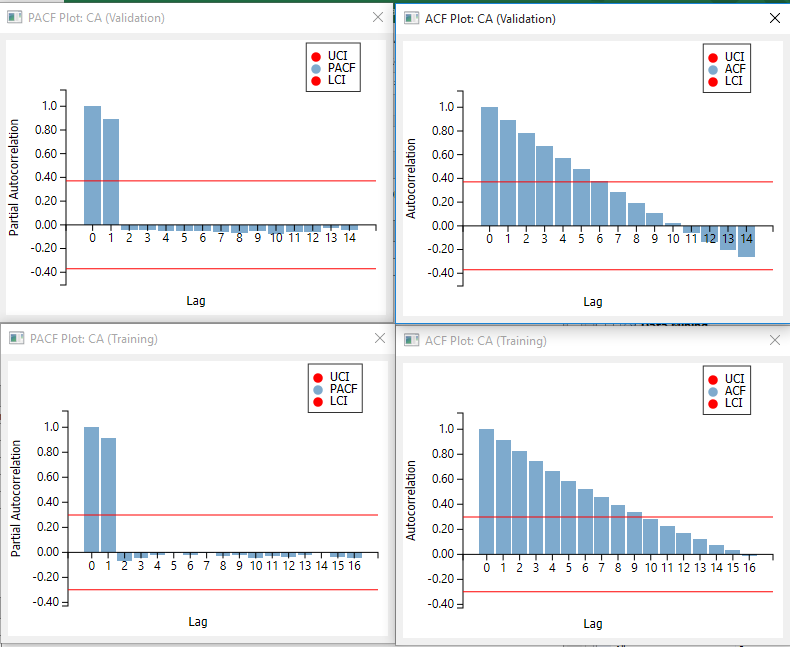 PACF Plot: CA (Validation)
UCI
PACF
LCI
Partial Autocorrelation
1.0
0.80
0.60
0.40
0.20
0.00
-0.20
-0.40
0 1 2 3 4 5 6 7 8 9 10 11 12 13 14
Lag
ACF Plot: CA (Validation)
UCI
ACF
LCI
Autocorrelation
1.0
0.80
0.60
0.40
0.20
0.00
-0.20
-0.40
0 1 2 3 4 5 6 7 8 9 10 11 12 13 14
Lag
PACF Plot: CA (Training)
UCI
PACF
LCI
Partial Autocorrelation
1.0
0.80
0.60
0.40
0.20
0.00
-0.20
-0.40
0 1 2 3 4 5 6 7 8 9 10 11 12 13 14 15 16
Lag
ACF Plot: CA (Training)
UCI
ACF
LCI
Autocorrelation
1.0
0.80
0.60
0.40
0.20
0.00
-0.20
-0.40
0 1 2 3 4 5 6 7 8 9 10 11 12 13 14 15 16
Lag